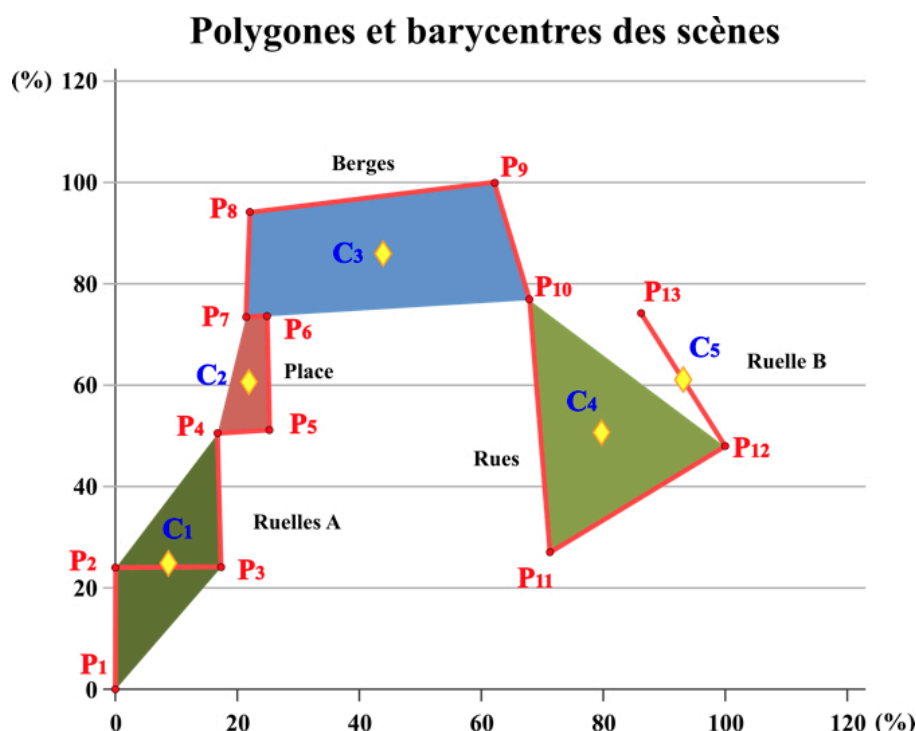 Polygones et barycentres des scènes
(%) 120
Berges
P9
100
P8
C3
80
P10
P13
P7
P6
C5
Ruelle B
C2
Place
60
C4
P4
P5
P12
Rues
40
Ruelles A
C1
P2
P3
P11
20
P1
0
0 20 40 60 80 100 120 (%)